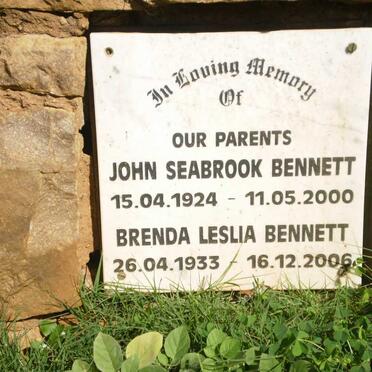 In Loving Memory
Of
OUR PARENTS
JOHN SEABROOK BENNETT
15.04.1924 - 11.05.2000
BRENDA LESLIA BENNETT
26.04.1933 - 16.12.2006